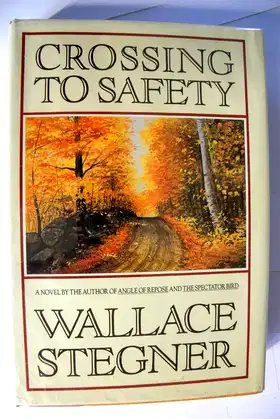 CROSSING
TO SAFETY
A NOVEL BY THE AUTHOR OF ANGLE OF REPOSE AND THE SPECTATOR BIRD
WALLACE
STEGNER